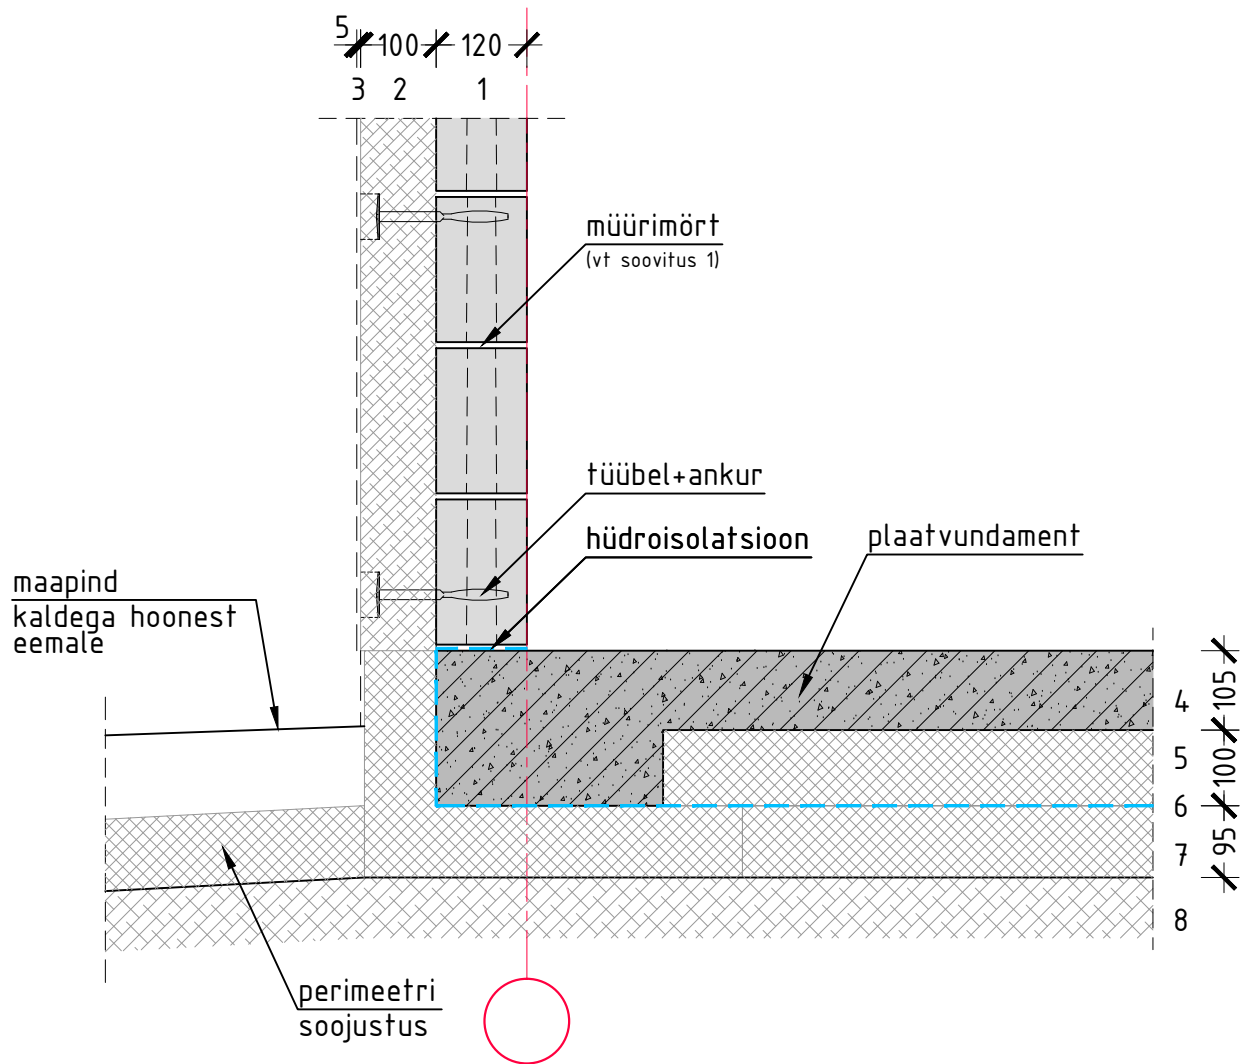 5
100
120
3
2
1
müürimört
(vt soovitus 1)
tüübel+ankur
hüdroisolatsioon
plaatvundament
maapind
kaldega hoonest
eemale
4
105
5
100
6
7
95
8
perimeetri
soojustus